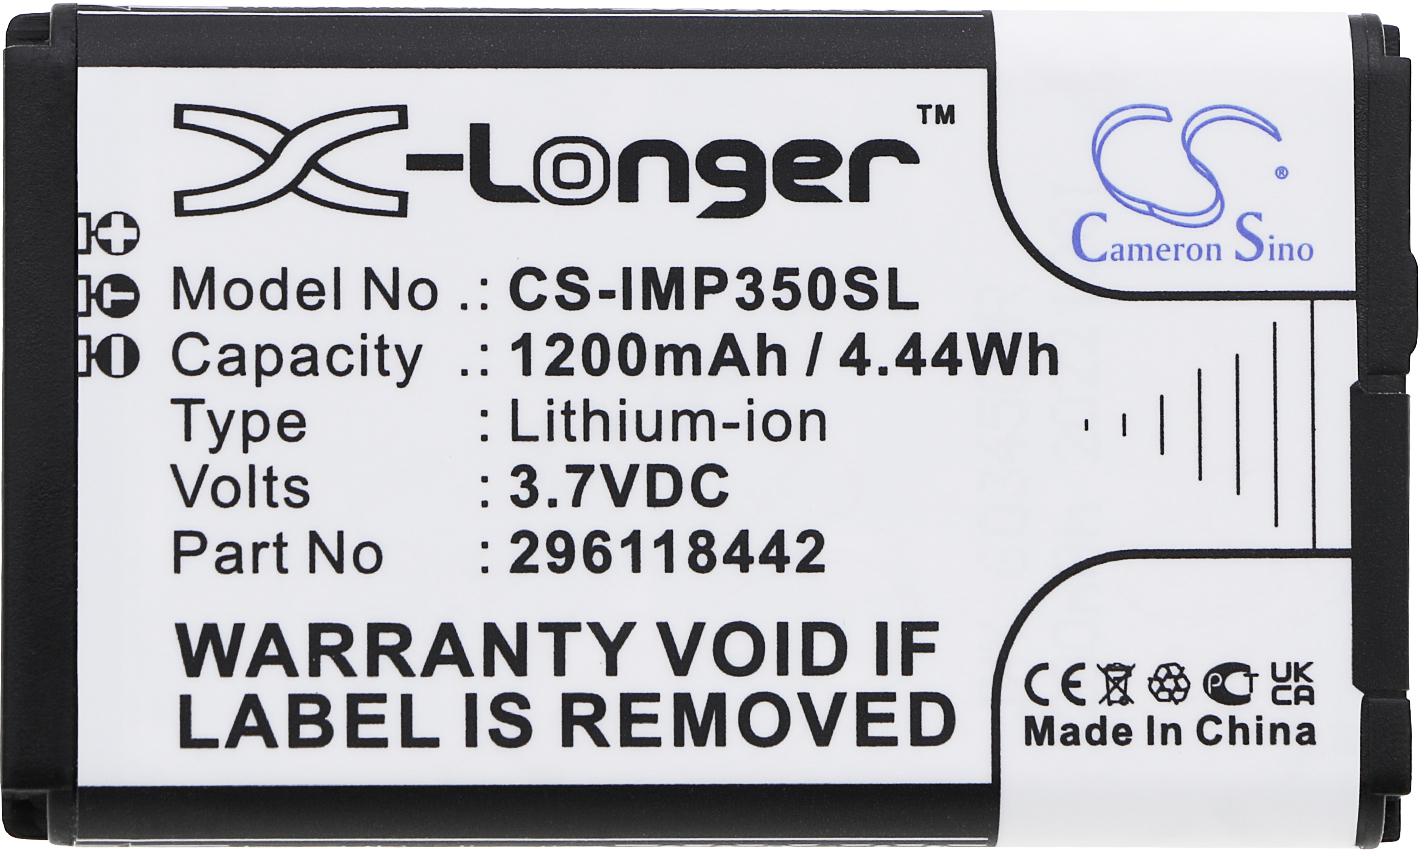 X-Longer™
CS®
Cameron Sino
Model No .: CS-IMP350SL
Capacity .: 1200mAh / 4.44Wh
Type : Lithium-ion
Volts : 3.7VDC
Part No : 296118442
WARRANTY VOID IF
LABEL IS REMOVED
CE PCT UK
CA
Made In China